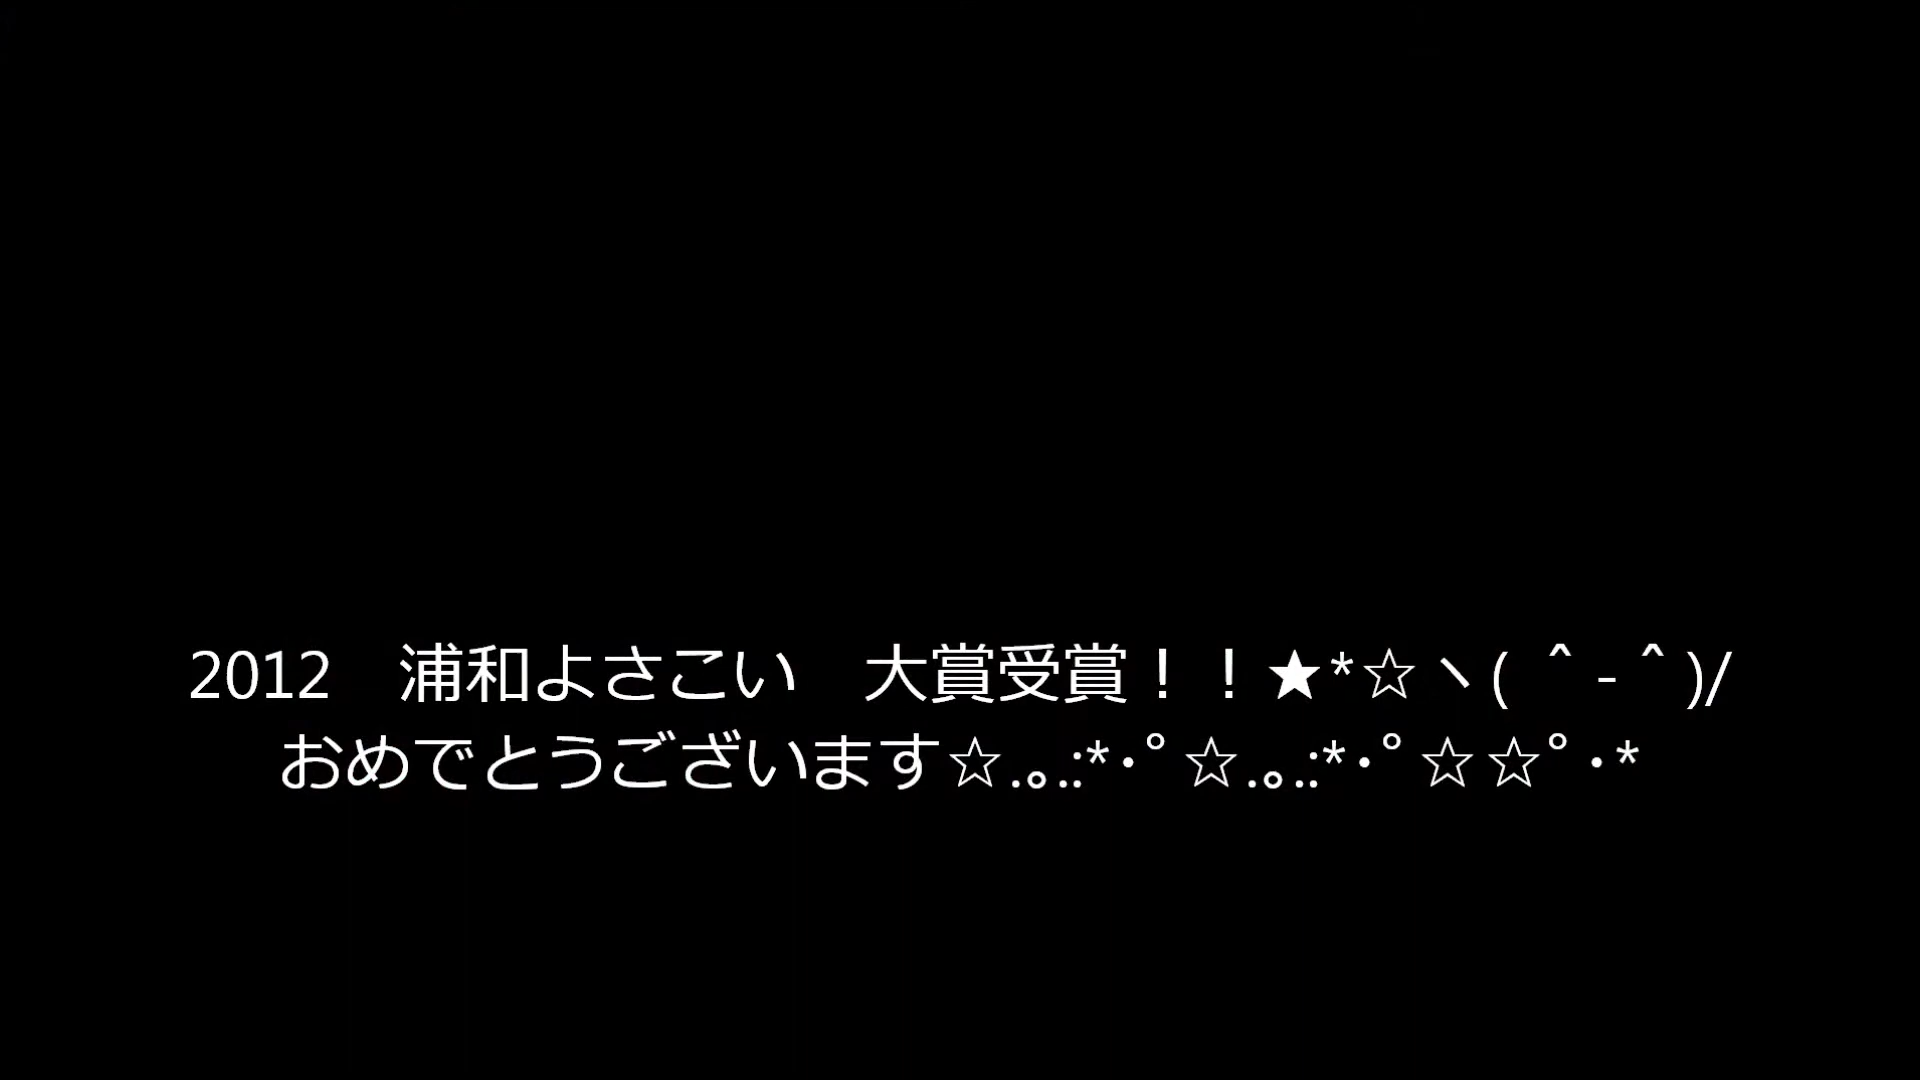 2012　浦和よさこい　大賞受賞！！★*☆ヽ( ＾ - ＾ )/
おめでとうございます☆.｡.:*･ﾟ☆.｡.:*･ﾟ☆☆ﾟ･*